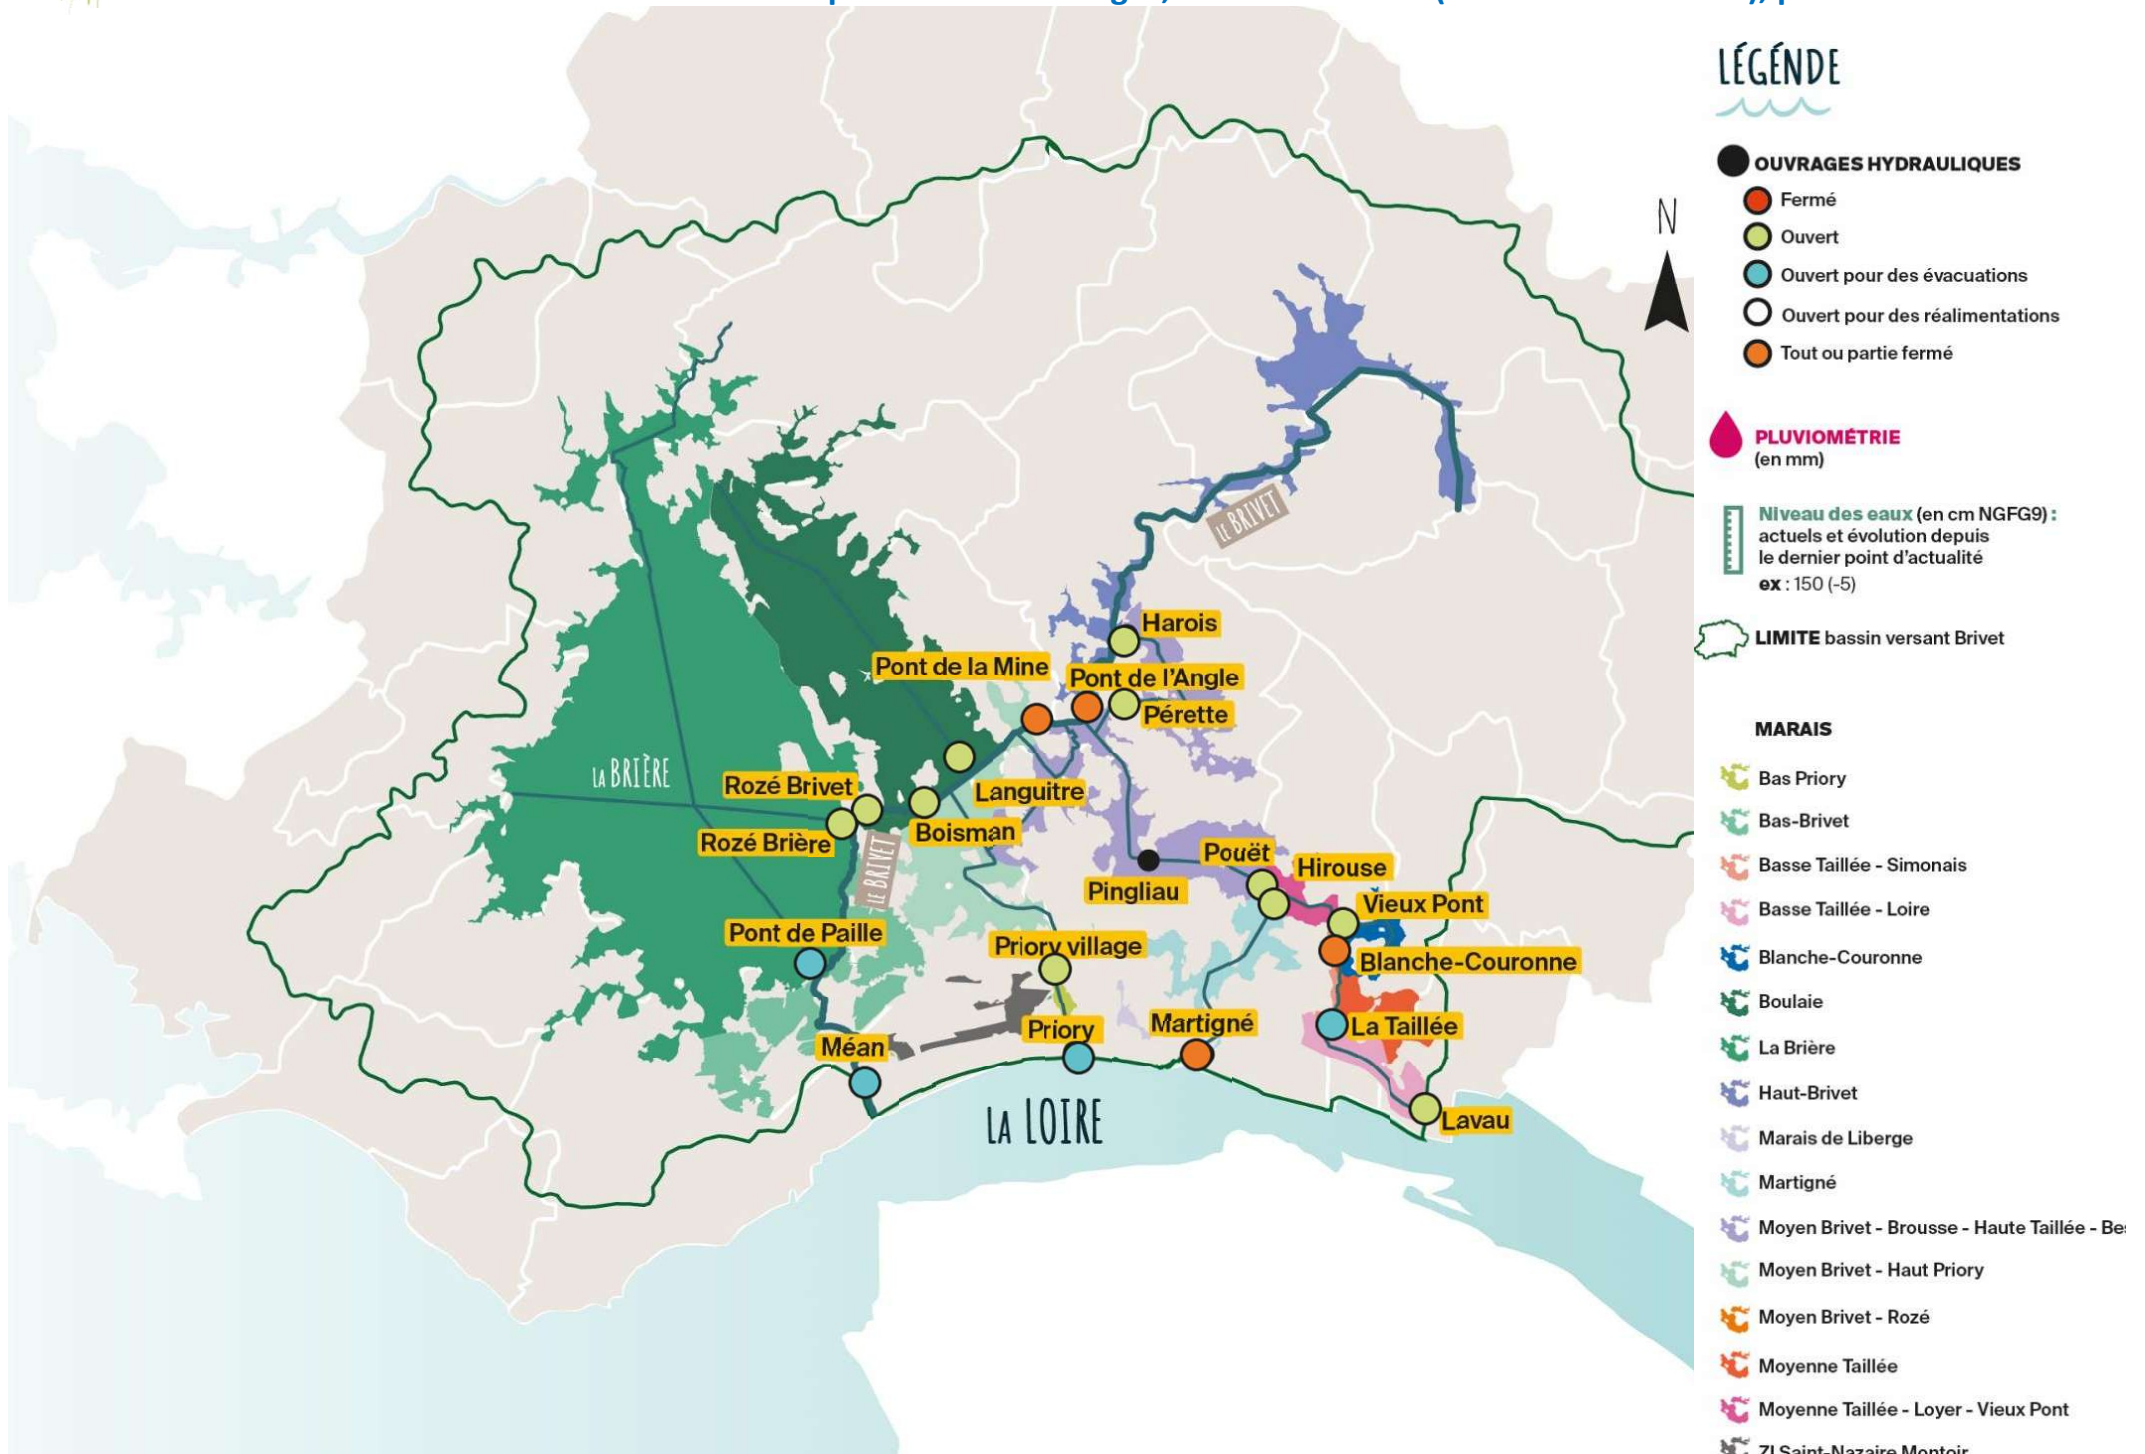 Harois
Pont de la Mine
Pont de l'Angle
Pérette
LE BRIVET
LA BRIÈRE
Rozé Brivet
Languitre
Rozé Brière
Boisman
LE BRIVET
Pouët
Hirouse
Pingliau
Vieux Pont
Pont de Paille
Priory village
Blanche-Couronne
Priory
Martigné
La Taillée
Méan
LA LOIRE
Lavau
N
LÉGÉNDE
OUVRAGES HYDRAULIQUES
Fermé
Ouvert
Ouvert pour des évacuations
Ouvert pour des réalimentations
Tout ou partie fermé
PLUVIOMÉTRIE
(en mm)
Niveau des eaux (en cm NGFG9) :
actuels et évolution depuis
le dernier point d'actualité
ex : 150 (-5)
LIMITE bassin versant Brivet
MARAIS
Bas Priory
Bas-Brivet
Basse Taillée - Simonais
Basse Taillée - Loire
Blanche-Couronne
Boulaie
La Brière
Haut-Brivet
Marais de Liberge
Martigné
Moyen Brivet - Brousse - Haute Taillée - Be
Moyen Brivet - Haut Priory
Moyen Brivet - Rozé
Moyenne Taillée
Moyenne Taillée - Loyer - Vieux Pont
ZI Saint-Nazaire Montoir